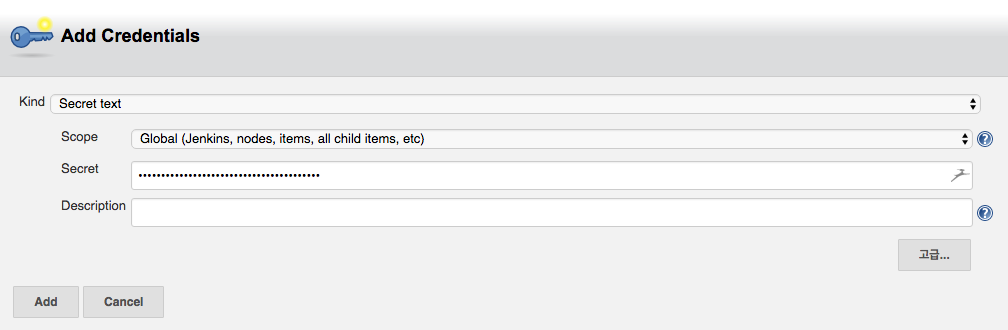 Add Credentials
Kind Secret text
Scope Global (Jenkins, nodes, items, all child items, etc)
Secret ••••••••••••••••••••••••••••••••••••••••
Description
고급...
Add Cancel